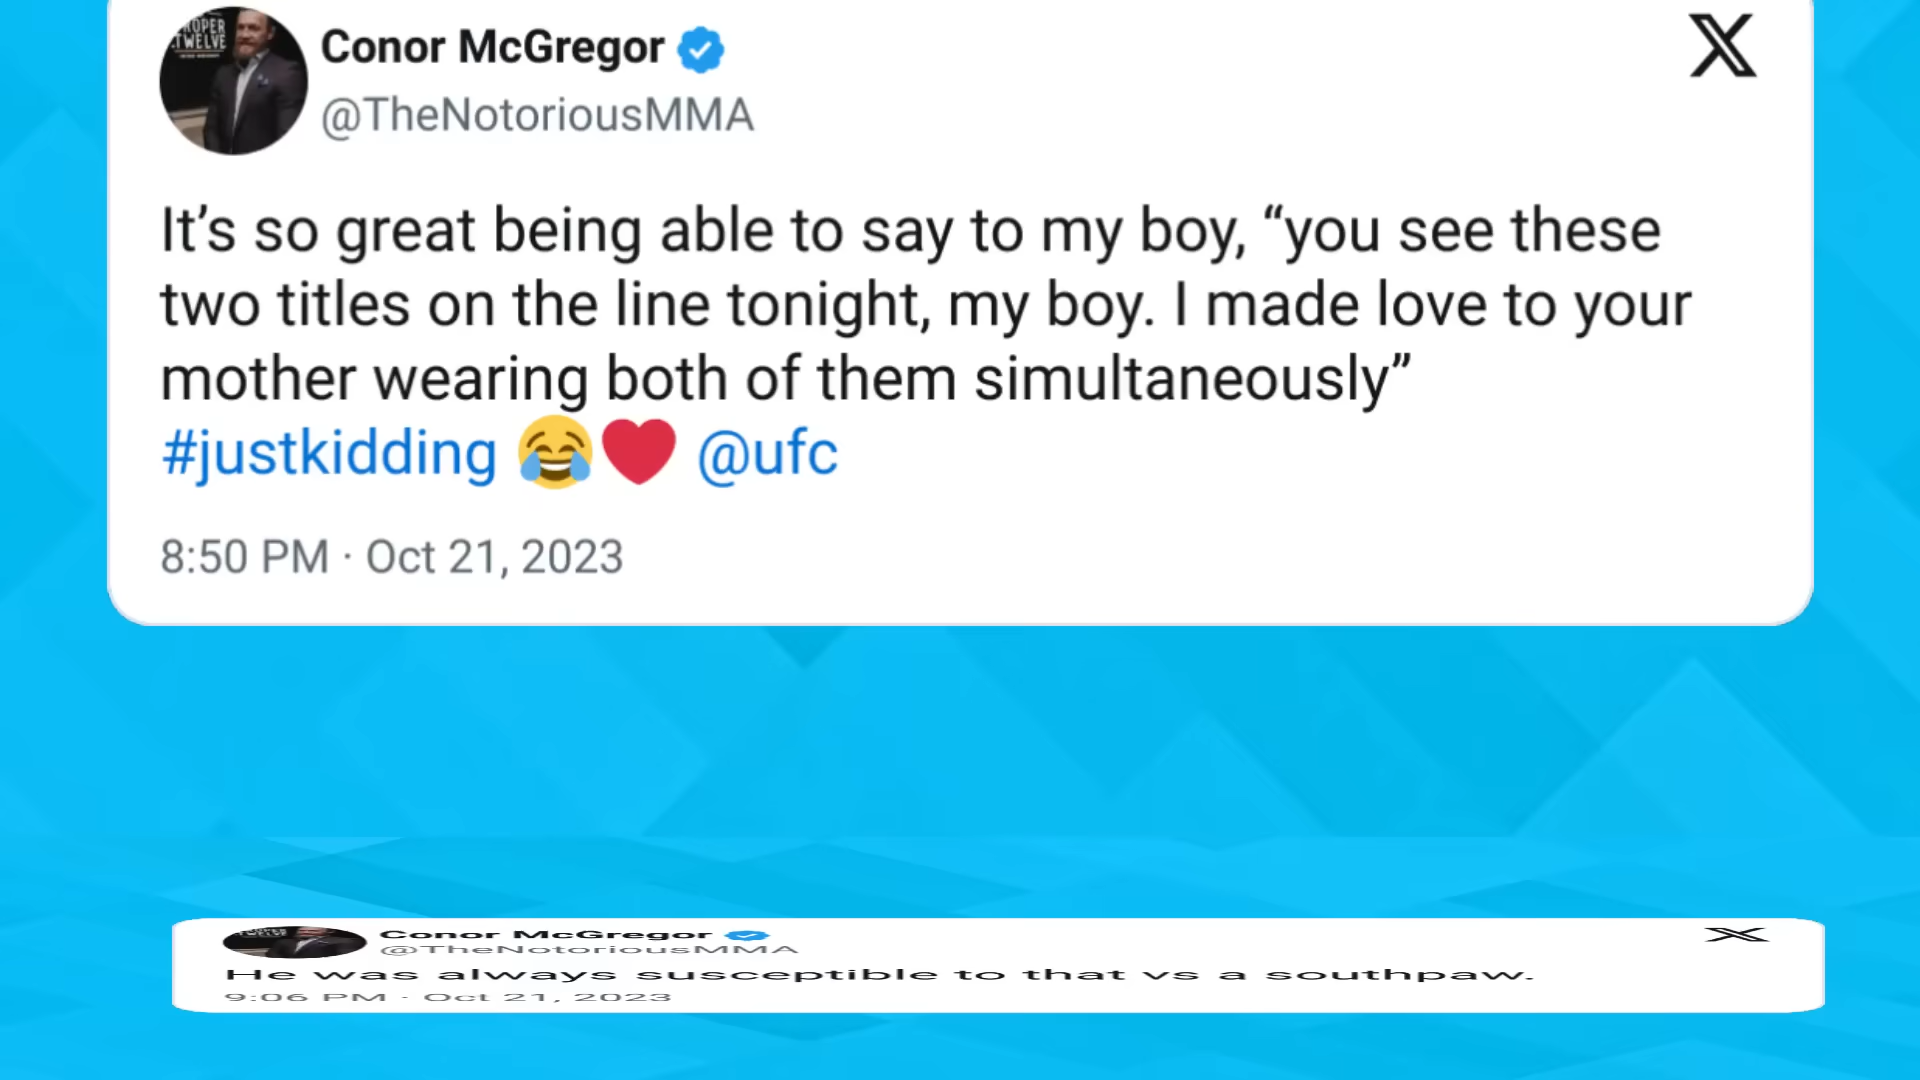 PROPER
TWELVE
Conor McGregor
@TheNotoriousMMA
X
It’s so great being able to say to my boy, “you see these
two titles on the line tonight, my boy. I made love to your
mother wearing both of them simultaneously”
#justkidding 😂❤️ @ufc
8:50 PM · Oct 21, 2023
Conor McGregor
@TheNotoriousMMA
X
He was always susceptible to that vs a southpaw.
9:06 PM · Oct 21, 2023